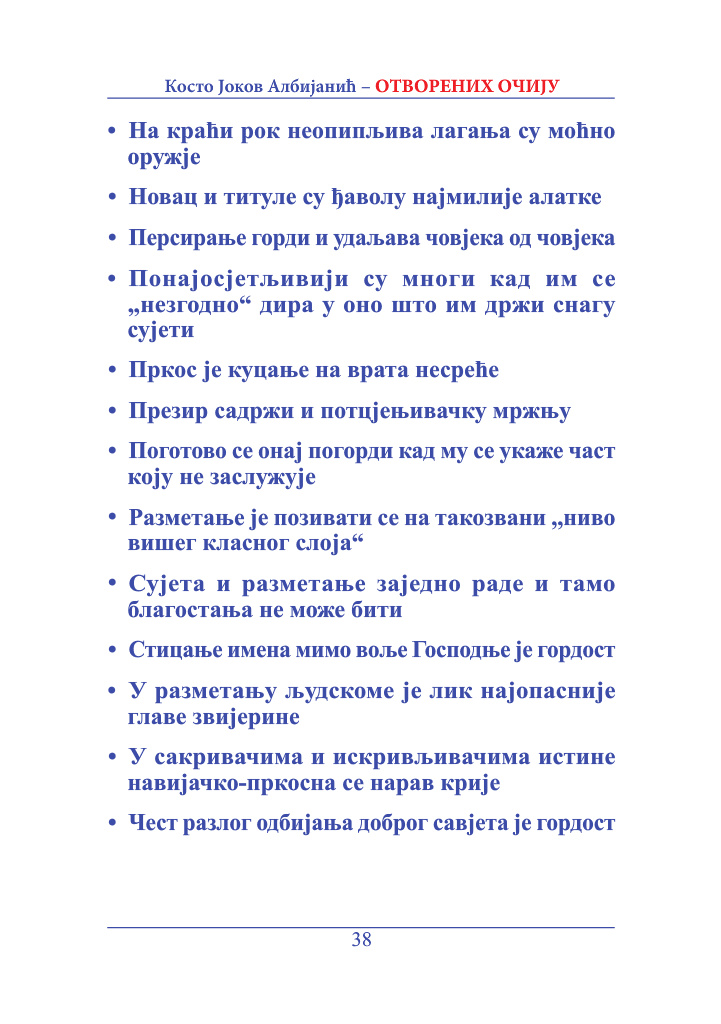 Косто Јоков Албијанић – ОТВОРЕНИХ ОЧИЈУ
• На краћи рок неопипљива лагања су моћно
оружје
• Новац и титуле су ђаволу најмилије алатке
• Персирање горди и удаљава човјека од човјека
• Понајосјетљивији су многи кад им се
„незгодно“ дира у оно што им држи снагу
сујети
• Пркос је куцање на врата несреће
• Презир садржи и потцјењивачку мржњу
• Поготово се онај погорди кад му се укаже част
коју не заслужује
• Разметање је позивати се на такозвани „ниво
вишег класног слоја“
• Сујета и разметање заједно раде и тамо
благостања не може бити
• Стицање имена мимо воље Господње је гордост
• У разметању људскоме је лик најопасније
главе звијерине
• У сакривачима и искривљивачима истине
навијачко-пркосна се нарав крије
• Чест разлог одбијања доброг савјета је гордост
38